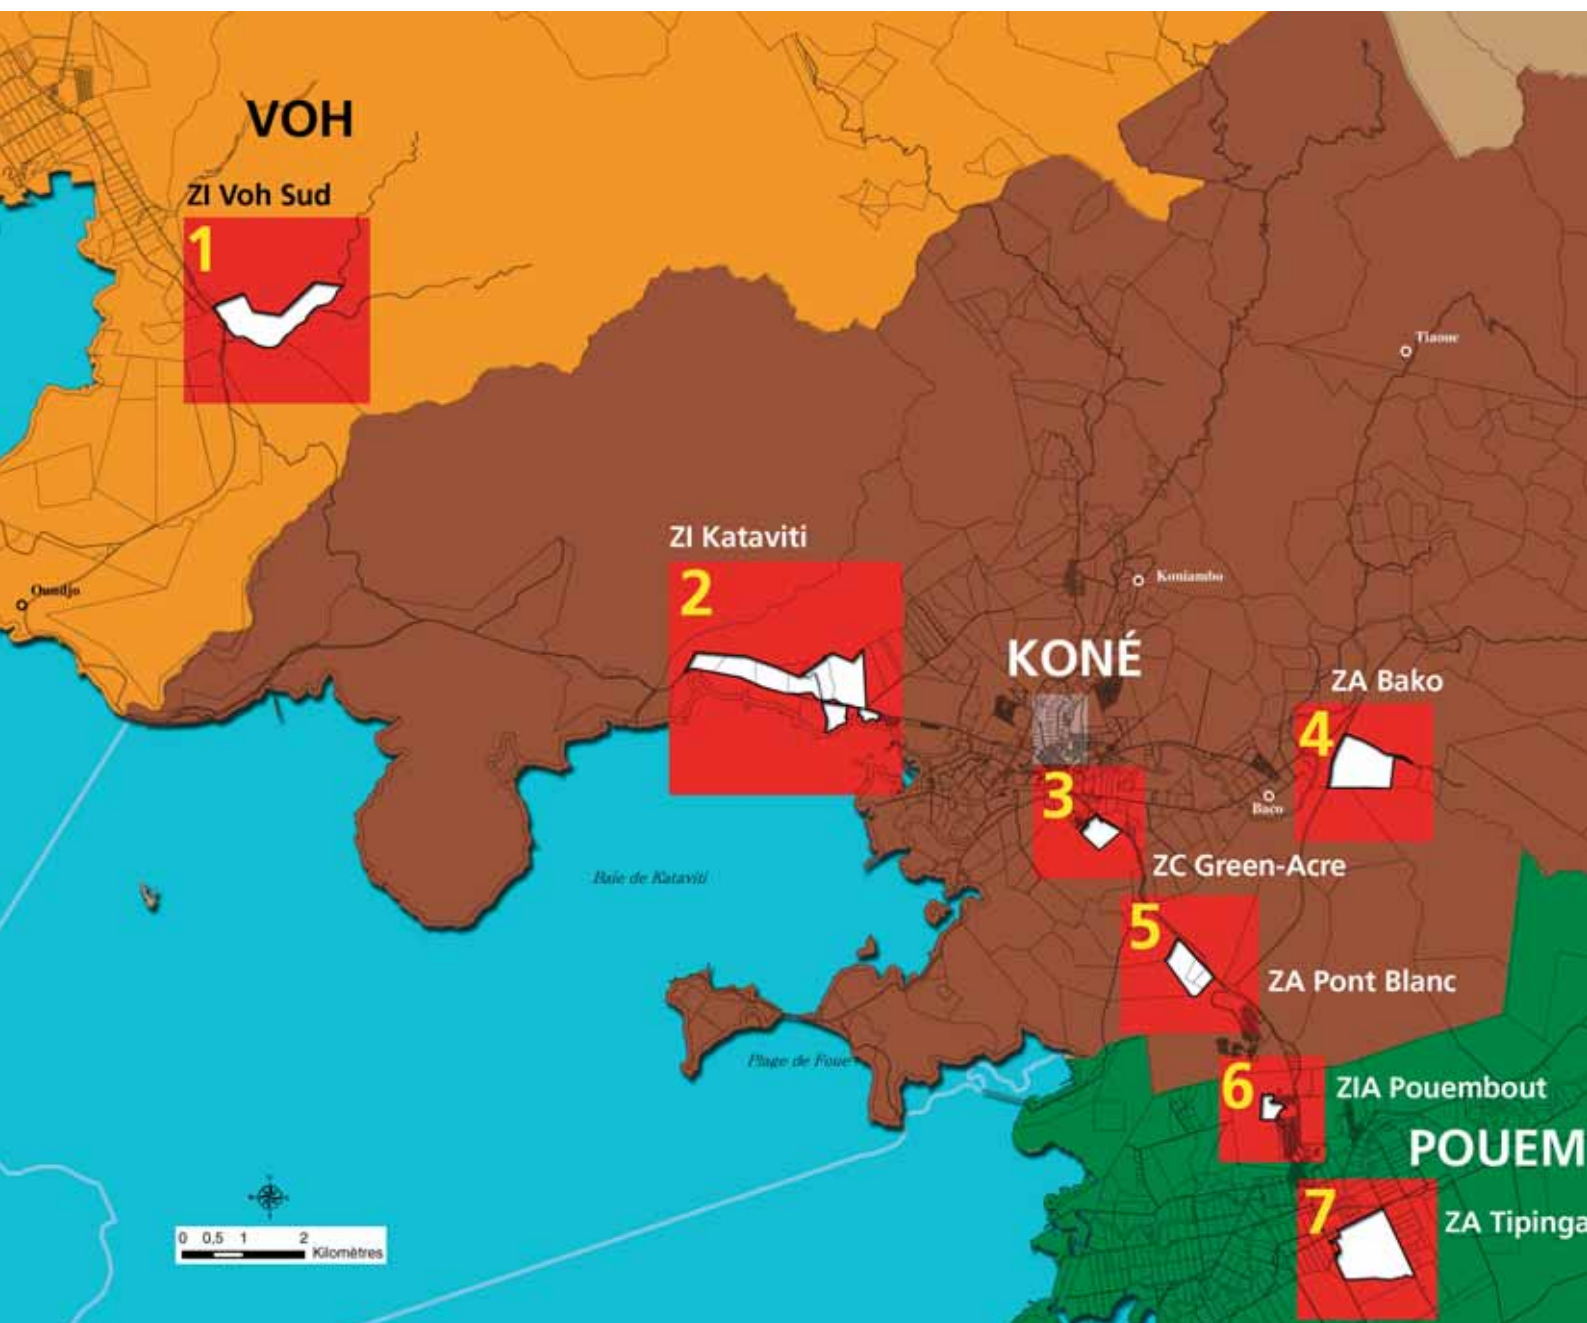 VOH
ZI Voh Sud
1
Tiaoue
ZI Kataviti
2
Koniambo
Oundjo
KONÉ
ZA Bako
4
3
Baco
ZC Green-Acre
Baie de Kataviti
5
ZA Pont Blanc
Plage de Foue
6
ZIA Pouembout
POUEM
7
ZA Tipinga
0 0,5 1 2
Kilomètres